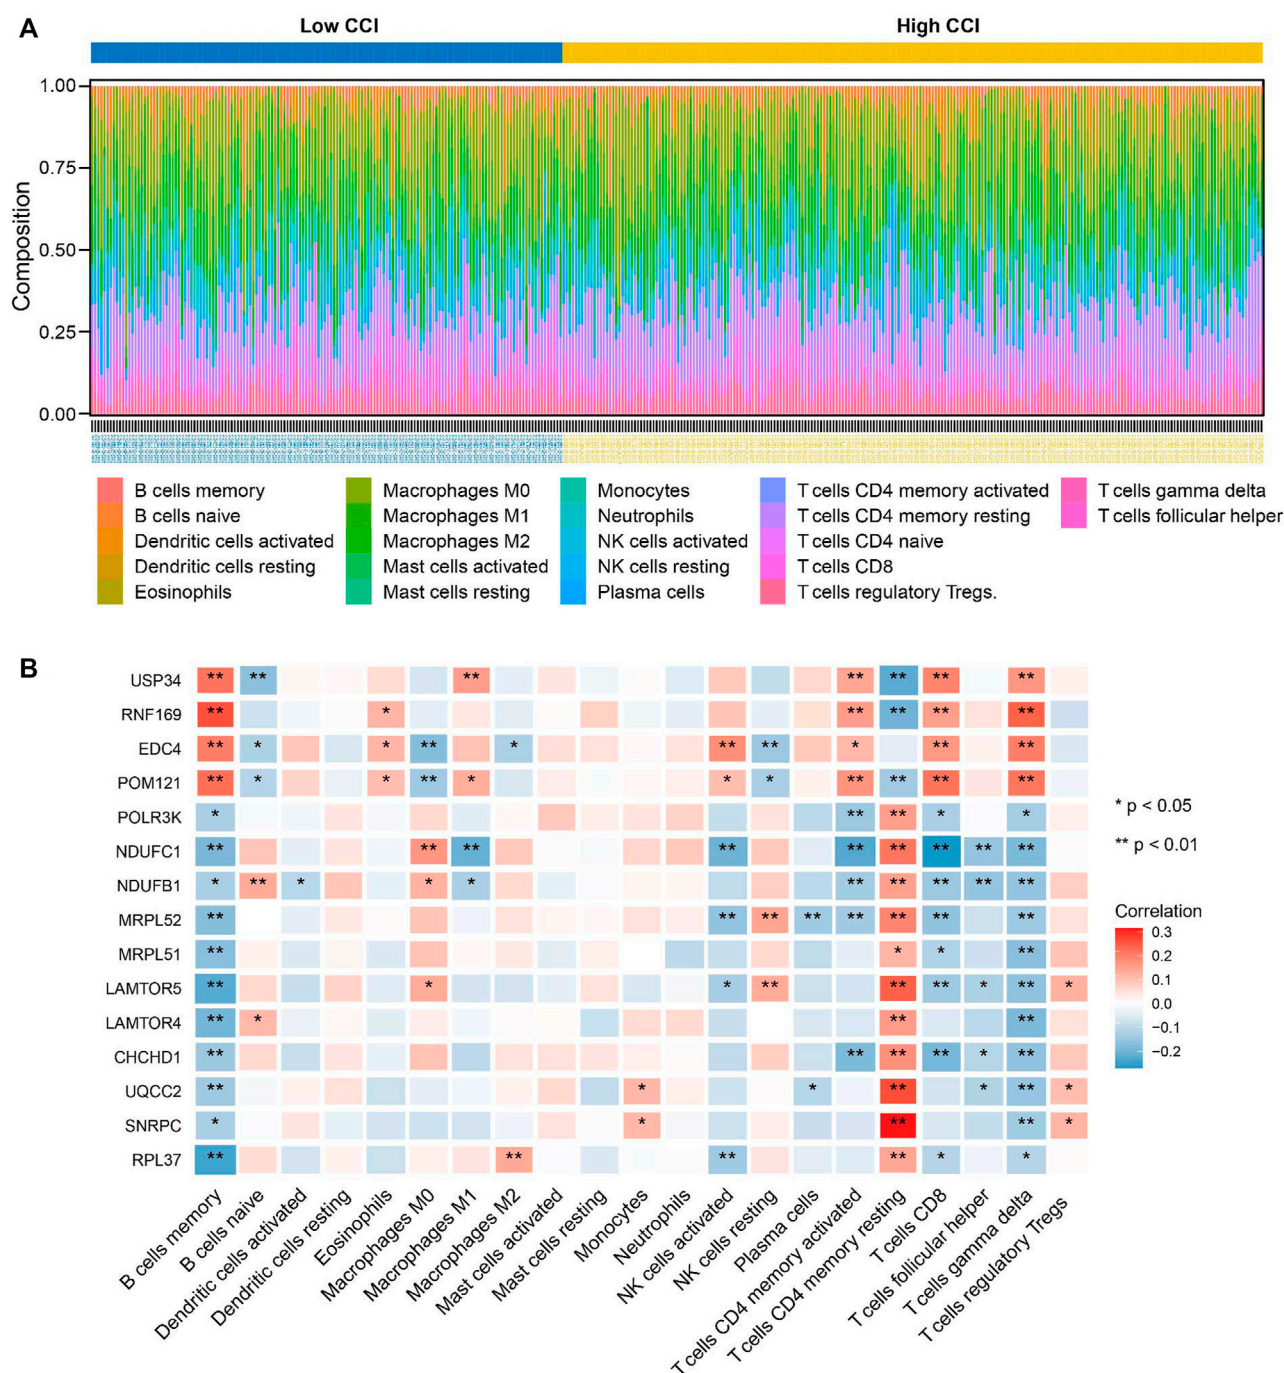 A
Low CCI
High CCI
1.00
0.75
0.50
0.25
0.00
Composition
B cells memory
B cells naive
Dendritic cells activated
Dendritic cells resting
Eosinophils
Macrophages M0
Macrophages M1
Macrophages M2
Mast cells activated
Mast cells resting
Monocytes
Neutrophils
NK cells activated
NK cells resting
Plasma cells
T cells CD4 memory activated
T cells CD4 memory resting
T cells CD4 naive
T cells CD8
T cells regulatory Tregs.
T cells gamma delta
T cells follicular helper
B
USP34 ** ** ** ** ** ** **
RNF169 ** * ** ** ** **
EDC4 ** * * ** * ** ** * ** **
POM121 ** * * ** * * * ** ** ** **
POLR3K * ** ** * *
NDUFC1 ** ** ** ** ** ** ** ** **
NDUFB1 * ** * * * ** ** ** ** **
MRPL52 ** ** ** ** ** ** ** **
MRPL51 * * **
LAMTOR5 ** * * ** ** ** * ** *
LAMTOR4 ** * ** **
CHCHD1 ** ** ** ** * **
UQCC2 ** * * ** * ** *
SNRPC * * ** ** *
RPL37 ** ** ** ** * *
B cells memory
B cells naive
Dendritic cells activated
Dendritic cells resting
Eosinophils
Macrophages M0
Macrophages M1
Macrophages M2
Mast cells activated
Mast cells resting
Monocytes
Neutrophils
NK cells activated
NK cells resting
Plasma cells
T cells CD4 memory activated
T cells CD4 memory resting
T cells CD8
T cells follicular helper
T cells gamma delta
T cells regulatory Tregs
* p < 0.05
** p < 0.01
Correlation
0.3
0.2
0.1
0.0
−0.1
−0.2